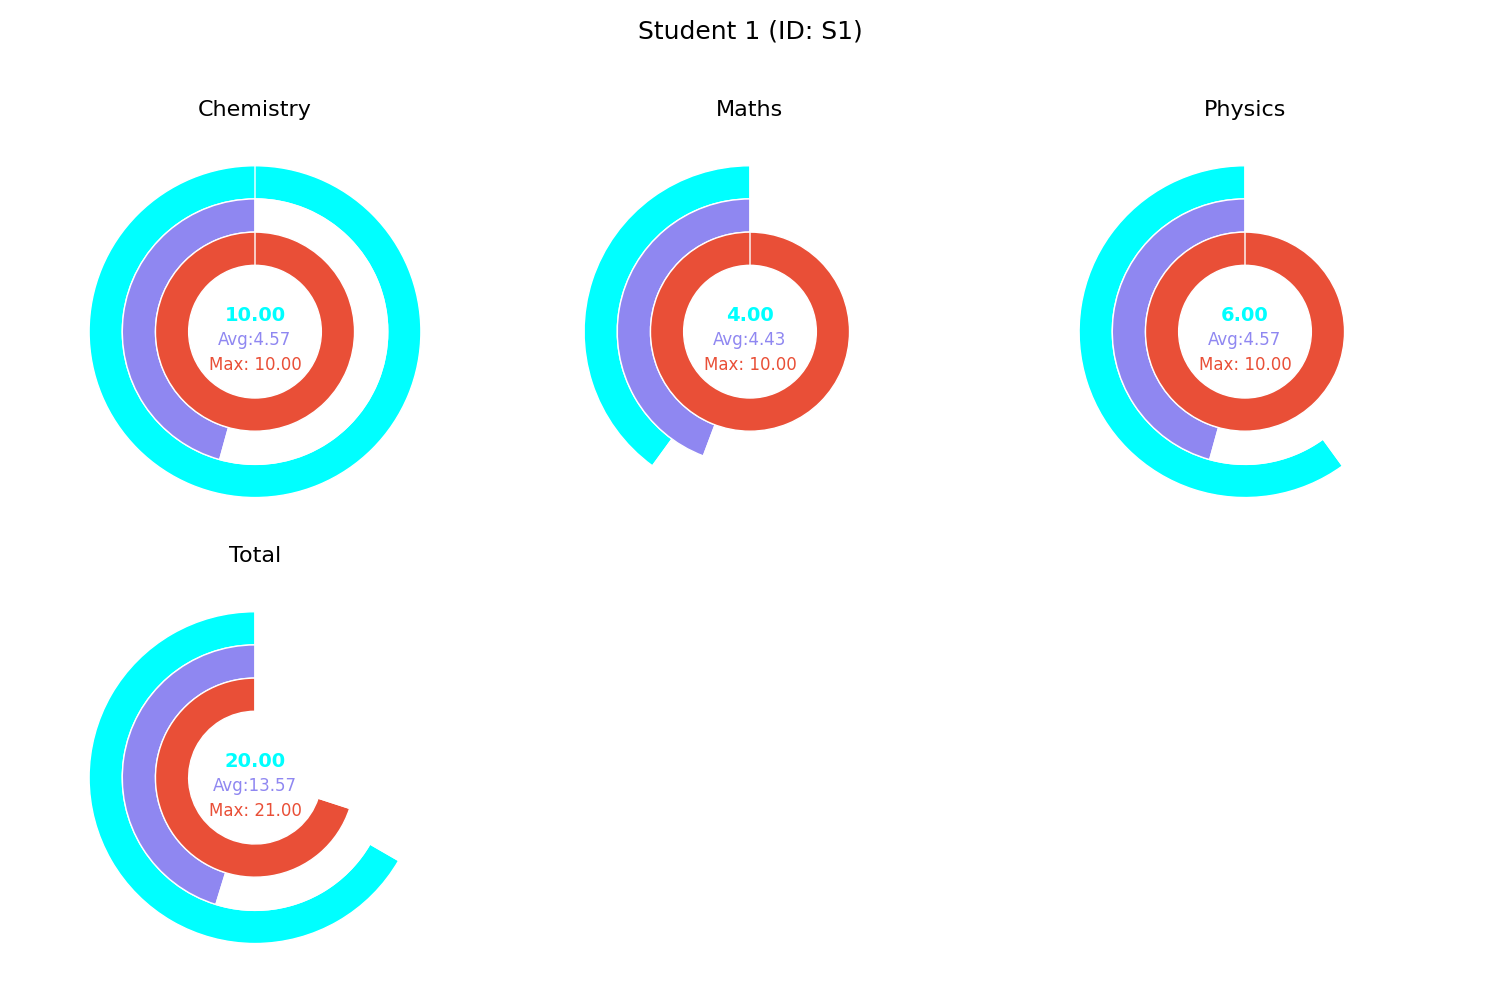 Student 1 (ID: S1)
Chemistry
10.00
Avg:4.57
Max: 10.00
Maths
4.00
Avg:4.43
Max: 10.00
Physics
6.00
Avg:4.57
Max: 10.00
Total
20.00
Avg:13.57
Max: 21.00